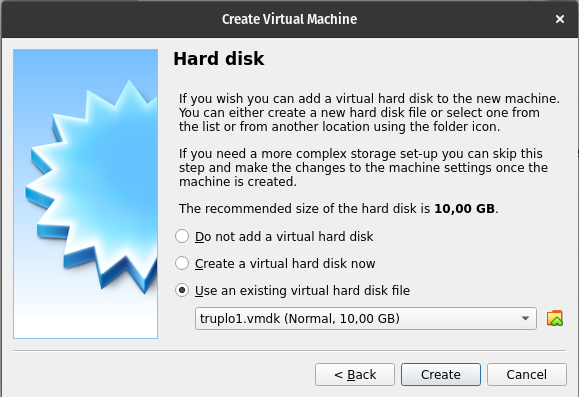 Create Virtual Machine
Hard disk
If you wish you can add a virtual hard disk to the new machine.
You can either create a new hard disk file or select one from
the list or from another location using the folder icon.
If you need a more complex storage set-up you can skip this
step and make the changes to the machine settings once the
machine is created.
The recommended size of the hard disk is 10,00 GB.
Do not add a virtual hard disk
Create a virtual hard disk now
Use an existing virtual hard disk file
truplo1.vmdk (Normal, 10,00 GB)
< Back
Create
Cancel